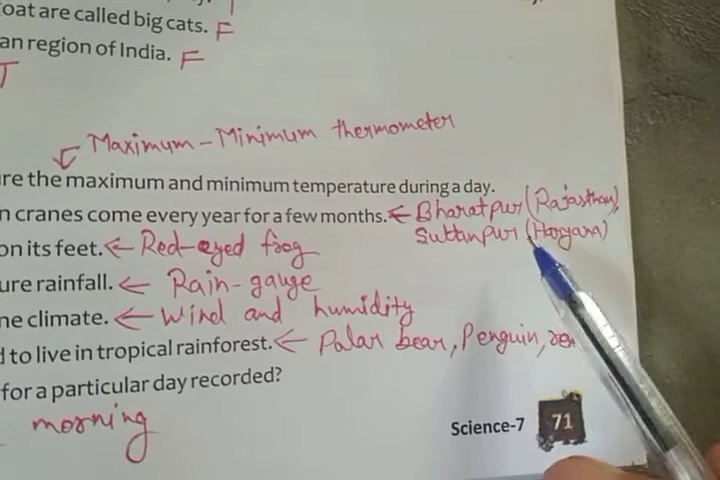 oat are called big cats. F
an region of India. F
T
Maximum - Minimum thermometer
re the maximum and minimum temperature during a day.
n cranes come every year for a few months. ← Bharatpur (Rajasthan),
Sultanpur (Haryana)
on its feet. ← Red-eyed frog
ure rainfall. ← Rain-gauge
ne climate. ← Wind and humidity
d to live in tropical rainforest. ← Palar bear, Penguin,
for a particular day recorded?
morning
Science-7 71